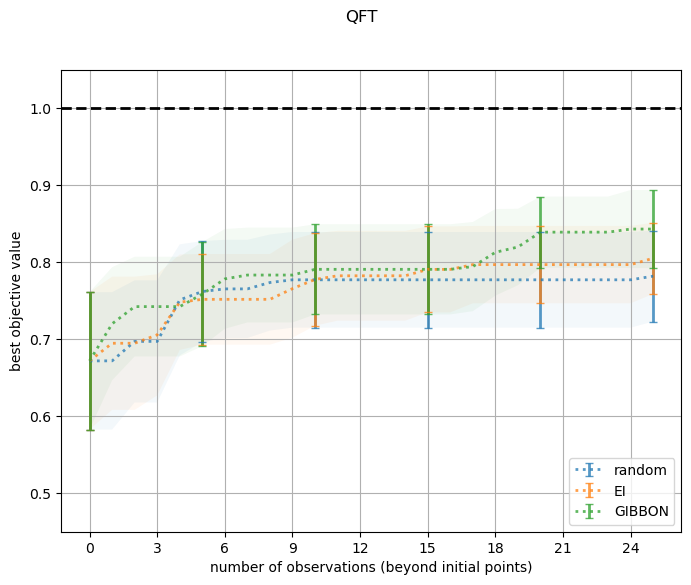 QFT
best objective value
1.0
0.9
0.8
0.7
0.6
0.5
0 3 6 9 12 15 18 21 24
number of observations (beyond initial points)
random
EI
GIBBON